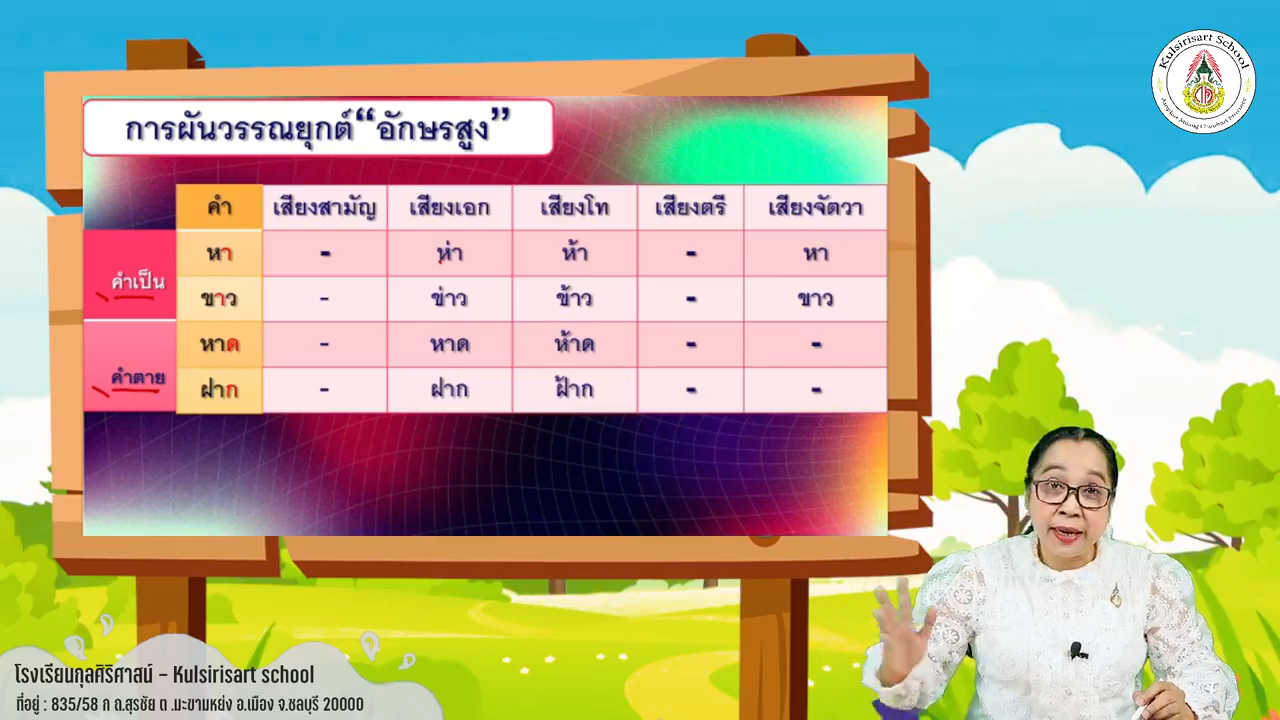 Kulsirisart School
การผันวรรณยุกต์“อักษรสูง”
คำ เสียงสามัญ เสียงเอก เสียงโท เสียงตรี เสียงจัตวา
คำเป็น
หา - ห่า ห้า - หา
ขาว - ข่าว ข้าว - ขาว
คำตาย
หาด - หาด ห้าด - -
ฝาก - ฝาก ฝ้าก - -
โรงเรียนกุลศิริศาสน์ - Kulsirisart school
ที่อยู่ : 835/58 ก ถ.สุรชัย ต .มะขามหย่ง อ.เมือง จ.ชลบุรี 20000